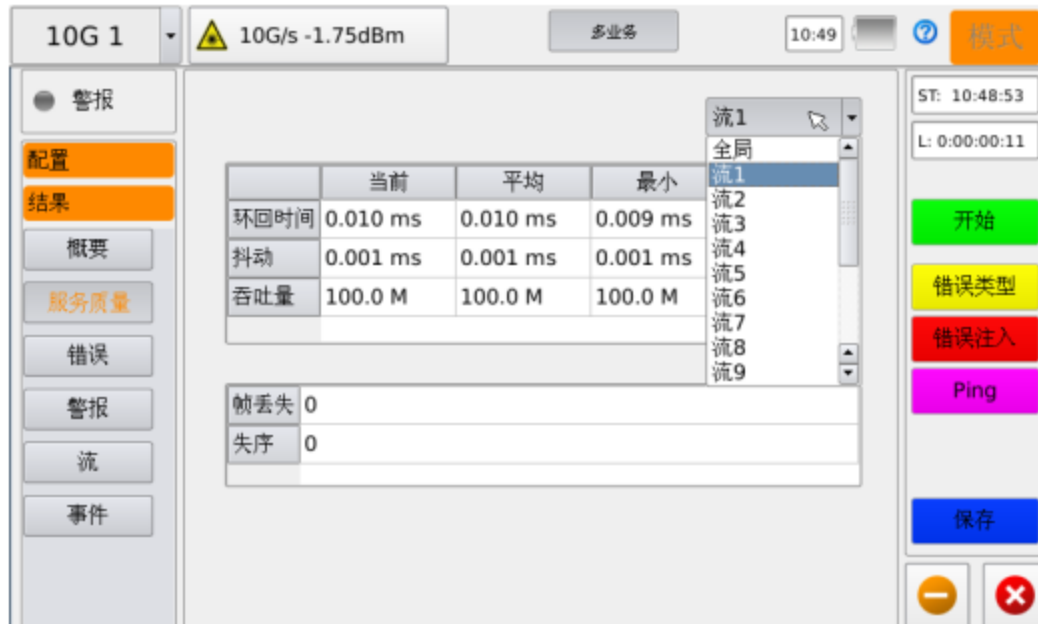 10G 1
10G/s -1.75dBm
多业务
10:49
模式
警报
配置
结果
概要
服务质量
错误
警报
流
事件
流1
全局
流1
流2
流3
流4
流5
流6
流7
流8
流9
当前 平均 最小
环回时间 0.010 ms 0.010 ms 0.009 ms
抖动 0.001 ms 0.001 ms 0.001 ms
吞吐量 100.0 M 100.0 M 100.0 M
帧丢失 0
失序 0
ST: 10:48:53
L: 0:00:00:11
开始
错误类型
错误注入
Ping
保存